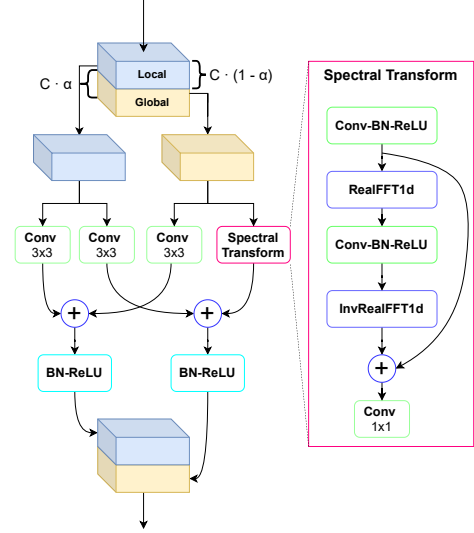 Local
Global
C · α
C · (1 - α)
Conv
3x3
Conv
3x3
Conv
3x3
Spectral
Transform
+
+
BN-ReLU
BN-ReLU
Spectral Transform
Conv-BN-ReLU
RealFFT1d
Conv-BN-ReLU
InvRealFFT1d
+
Conv
1x1